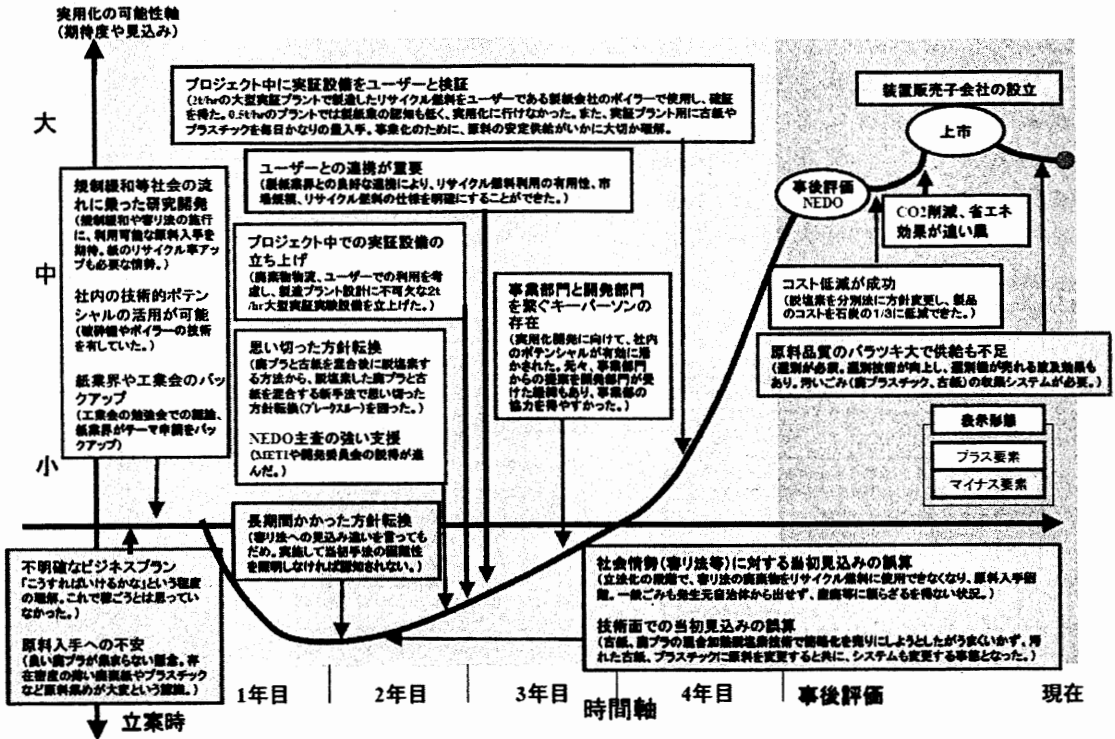 実用化の可能性軸
(期待度や見込み)
大
中
小
プロジェクト中に実証設備をユーザーと検証
(2t/hrの大型実証プラントで製造したリサイクル燃料をユーザーである製紙会社のボイラーで使用し、確証
を得た。0.5t/hrのプラントでは製紙業の認知も低く、実用化に行けなかった。また、実証プラント用に古紙や
プラスチックを毎日かなりの量入手。事業化のために、原料の安定供給がいかに大切か理解。
装置販売子会社の設立
上市
ユーザーとの連携が重要
(製紙業界との良好な連携により、リサイクル燃料利用の有用性、市
場規模、リサイクル燃料の仕様を明確にすることができた。)
事後評価
NEDO
CO2削減、省エネ
効果が追い風
規制緩和等社会の流
れに乗った研究開発
(規制緩和や容リ法の施行
に、利用可能な原料入手を
期待。紙のリサイクル率アッ
プも必要な情勢。)
社内の技術的ポテン
シャルの活用が可能
(破砕機やボイラーの技術
を有していた。)
紙業界や工業会のバッ
クアップ
(工業会の勉強会での議論、
紙業界がテーマ申請をバッ
クアップ)
プロジェクト中での実証設備の
立ち上げ
(廃棄物物流、ユーザーでの利用を考
慮し、製造プラント設計に不可欠な2t
/hr大型実証実験設備を立上げた。)
思い切った方針転換
(廃プラと古紙を混合後に脱塩素する
方法から、脱塩素した廃プラと古
紙を混合する新手法で思い切った
方針転換(ブレークスルー)を図った。)
NEDO主査の強い支援
(METIや開発委員会の説得が進
んだ。)
事業部門と開発部門
を繋ぐキーパーソンの
存在
(実用化開発に向けて、社内
のポテンシャルが有効に活
かされた。元々、事業部門
からの提案を開発部門が受
けた経緯もあり、事業部の
協力を得やすかった。)
コスト低減が成功
(脱塩素を分別法に方針変更し、製品
のコストを石炭の1/3に低減できた。)
原料品質のバラツキ大で供給も不足
(選別が必要。選別技術が向上し、選別機が売れる波及効果も
あり。汚いごみ(廃プラスチック、古紙)の収集システムが必要。)
表示形態
プラス要素
マイナス要素
長期間かかった方針転換
(容リ法への見込み違いを言っても
だめ。実施して当初手法の困難性
を証明しなければ認知されない。)
不明確なビジネスプラン
「こうすればいけるかな」という程度
の理解。これで稼ごうとは思ってい
なかった。)
原料入手への不安
(良い廃プラが集まらない懸念。存
在密度の薄い廃棄紙やプラスチック
など原料集めが大変という認識。)
社会情勢(容リ法等)に対する当初見込みの誤算
(立法化の段階で、容リ法の廃棄物をリサイクル燃料に使用できなくなり、原料入手困
難。一般ごみも発生元自治体から出せず、産廃等に頼らざるを得ない状況。)
技術面での当初見込みの誤算
(古紙、廃プラの混合加熱脱塩素技術で簡略化を売りにしようとしたがうまくいかず、汚
れた古紙、プラスチックに原料を変更すると共に、システムも変更する事態となった。)
立案時
1年目
2年目
3年目
4年目
事後評価
現在
時間軸